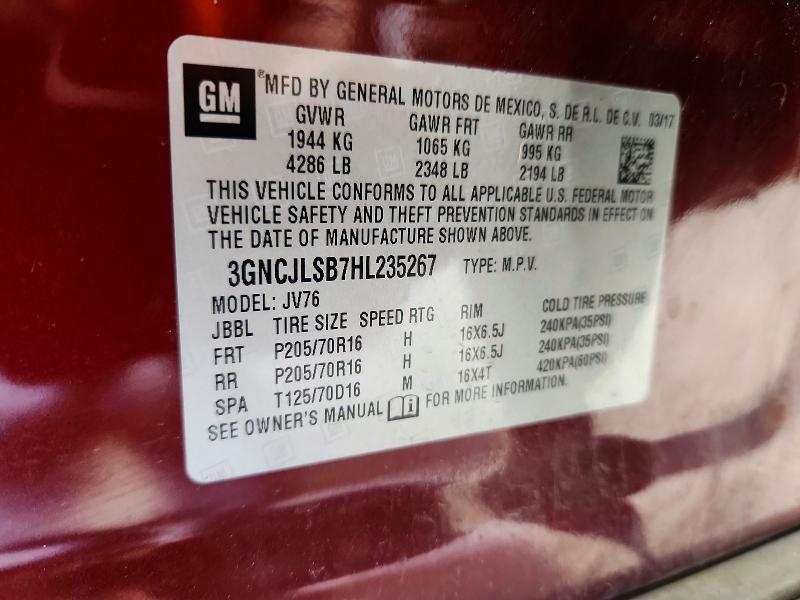 GM
®MFD BY GENERAL MOTORS DE MEXICO, S. DE R.L. DE C.V. 03/17
GVWR GAWR FRT GAWR RR
1944 KG 1065 KG 995 KG
4286 LB 2348 LB 2194 LB
THIS VEHICLE CONFORMS TO ALL APPLICABLE U.S. FEDERAL MOTOR
VEHICLE SAFETY AND THEFT PREVENTION STANDARDS IN EFFECT ON
THE DATE OF MANUFACTURE SHOWN ABOVE.
3GNCJLSB7HL235267 TYPE: M.P.V.
MODEL: JV76
JBBL TIRE SIZE SPEED RTG RIM COLD TIRE PRESSURE
FRT P205/70R16 H 16X6.5J 240KPA(35PSI)
RR P205/70R16 H 16X6.5J 240KPA(35PSI)
SPA T125/70D16 M 16X4T 420KPA(60PSI)
SEE OWNER'S MANUAL i FOR MORE INFORMATION.